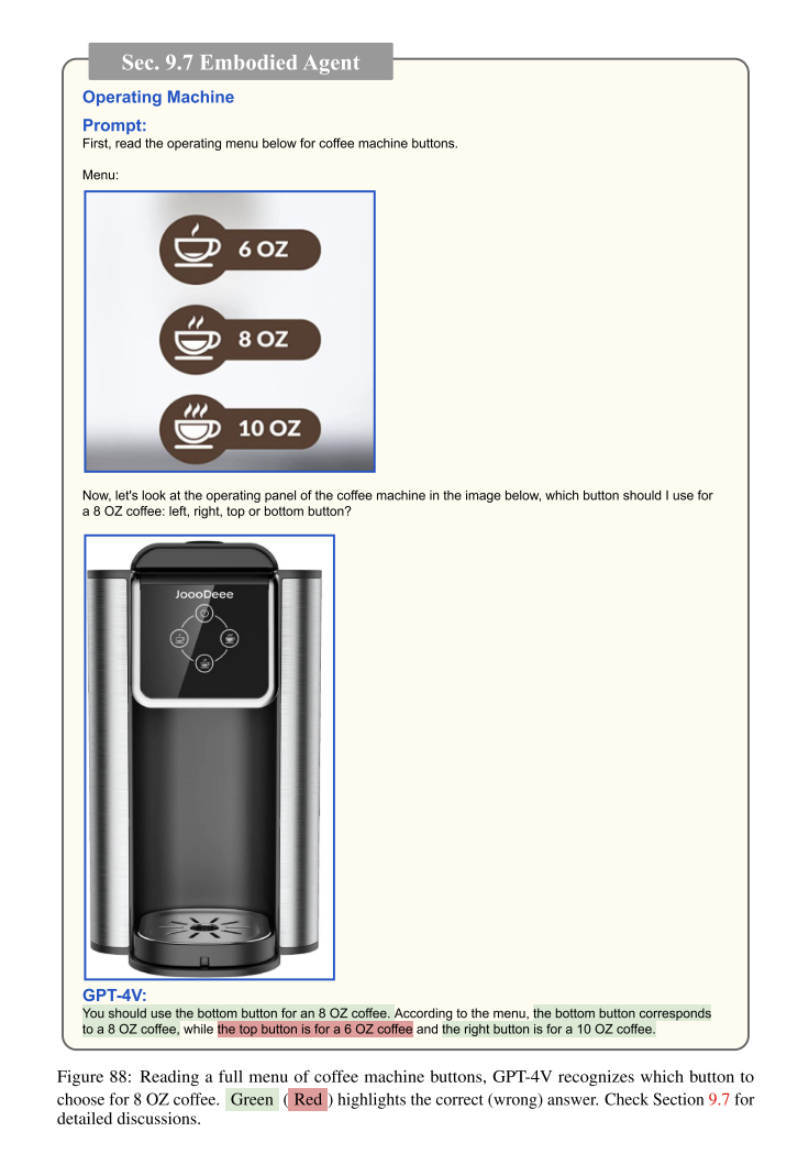 Sec. 9.7 Embodied Agent
Operating Machine
Prompt:
First, read the operating menu below for coffee machine buttons.
Menu:
6 OZ
8 OZ
10 OZ
Now, let's look at the operating panel of the coffee machine in the image below, which button should I use for
a 8 OZ coffee: left, right, top or bottom button?
JoooDeee
GPT-4V:
You should use the bottom button for an 8 OZ coffee. According to the menu, the bottom button corresponds
to a 8 OZ coffee, while the top button is for a 6 OZ coffee and the right button is for a 10 OZ coffee.
Figure 88: Reading a full menu of coffee machine buttons, GPT-4V recognizes which button to
choose for 8 OZ coffee. Green ( Red ) highlights the correct (wrong) answer. Check Section 9.7 for
detailed discussions.